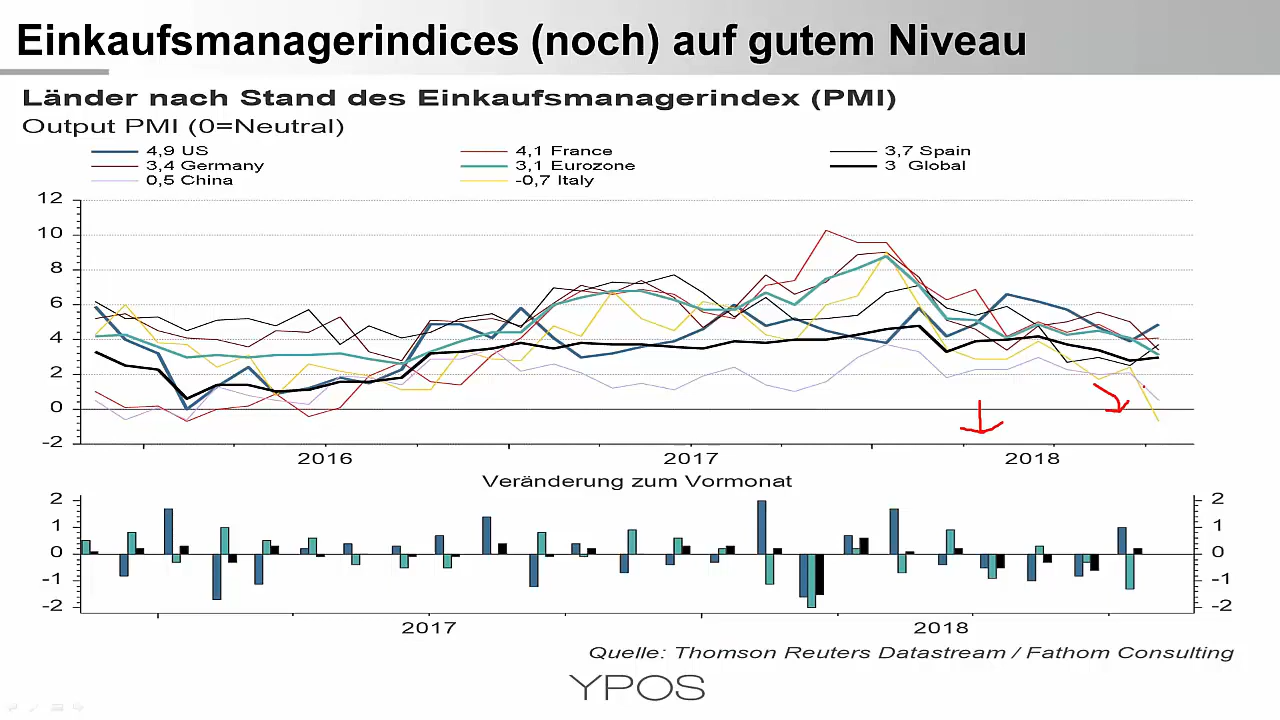 Einkaufsmanagerindices (noch) auf gutem Niveau
Länder nach Stand des Einkaufsmanagerindex (PMI)
Output PMI (0=Neutral)
4,9 US
4,1 France
3,7 Spain
3,4 Germany
3,1 Eurozone
3 Global
0,5 China
-0,7 Italy
12
10
8
6
4
2
0
-2
2016
2017
2018
Veränderung zum Vormonat
2
1
0
-1
-2
2
1
0
-1
-2
2017
2018
Quelle: Thomson Reuters Datastream / Fathom Consulting
YPOS